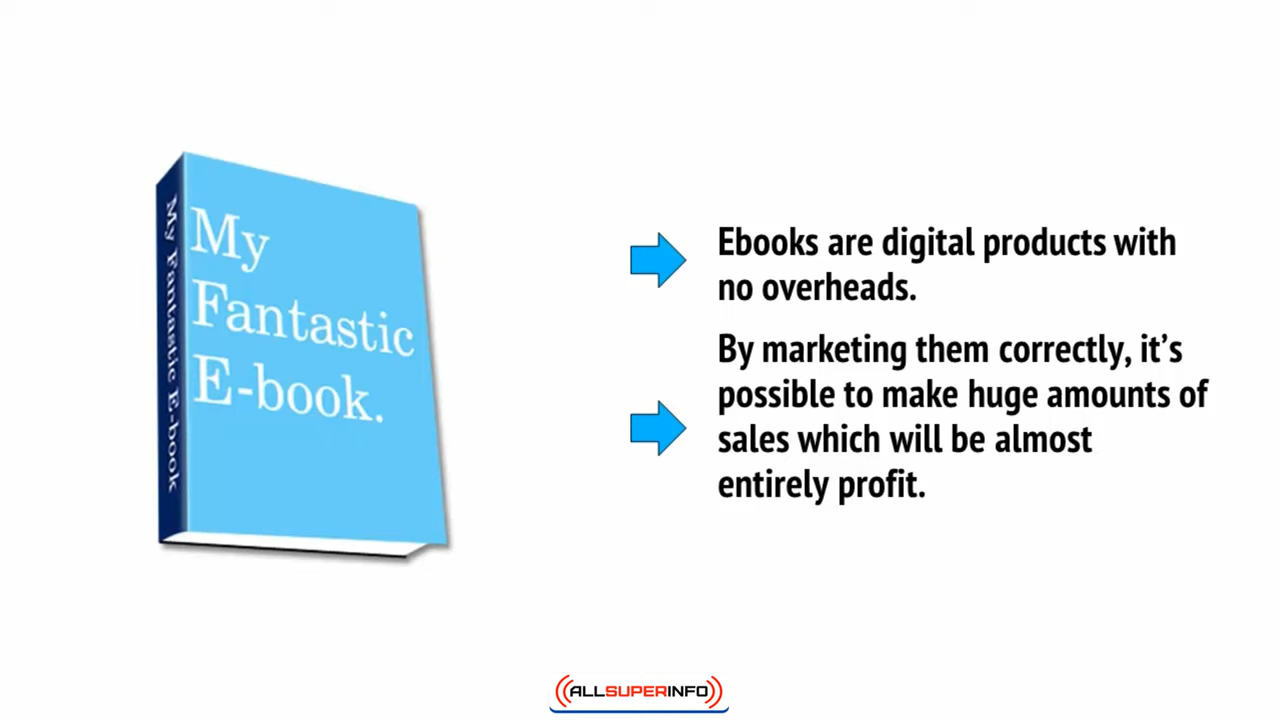 My
Fantastic
E-book.
My Fantastic E-book
Ebooks are digital products with
no overheads.
By marketing them correctly, it's
possible to make huge amounts of
sales which will be almost
entirely profit.
ALLSUPERINFO